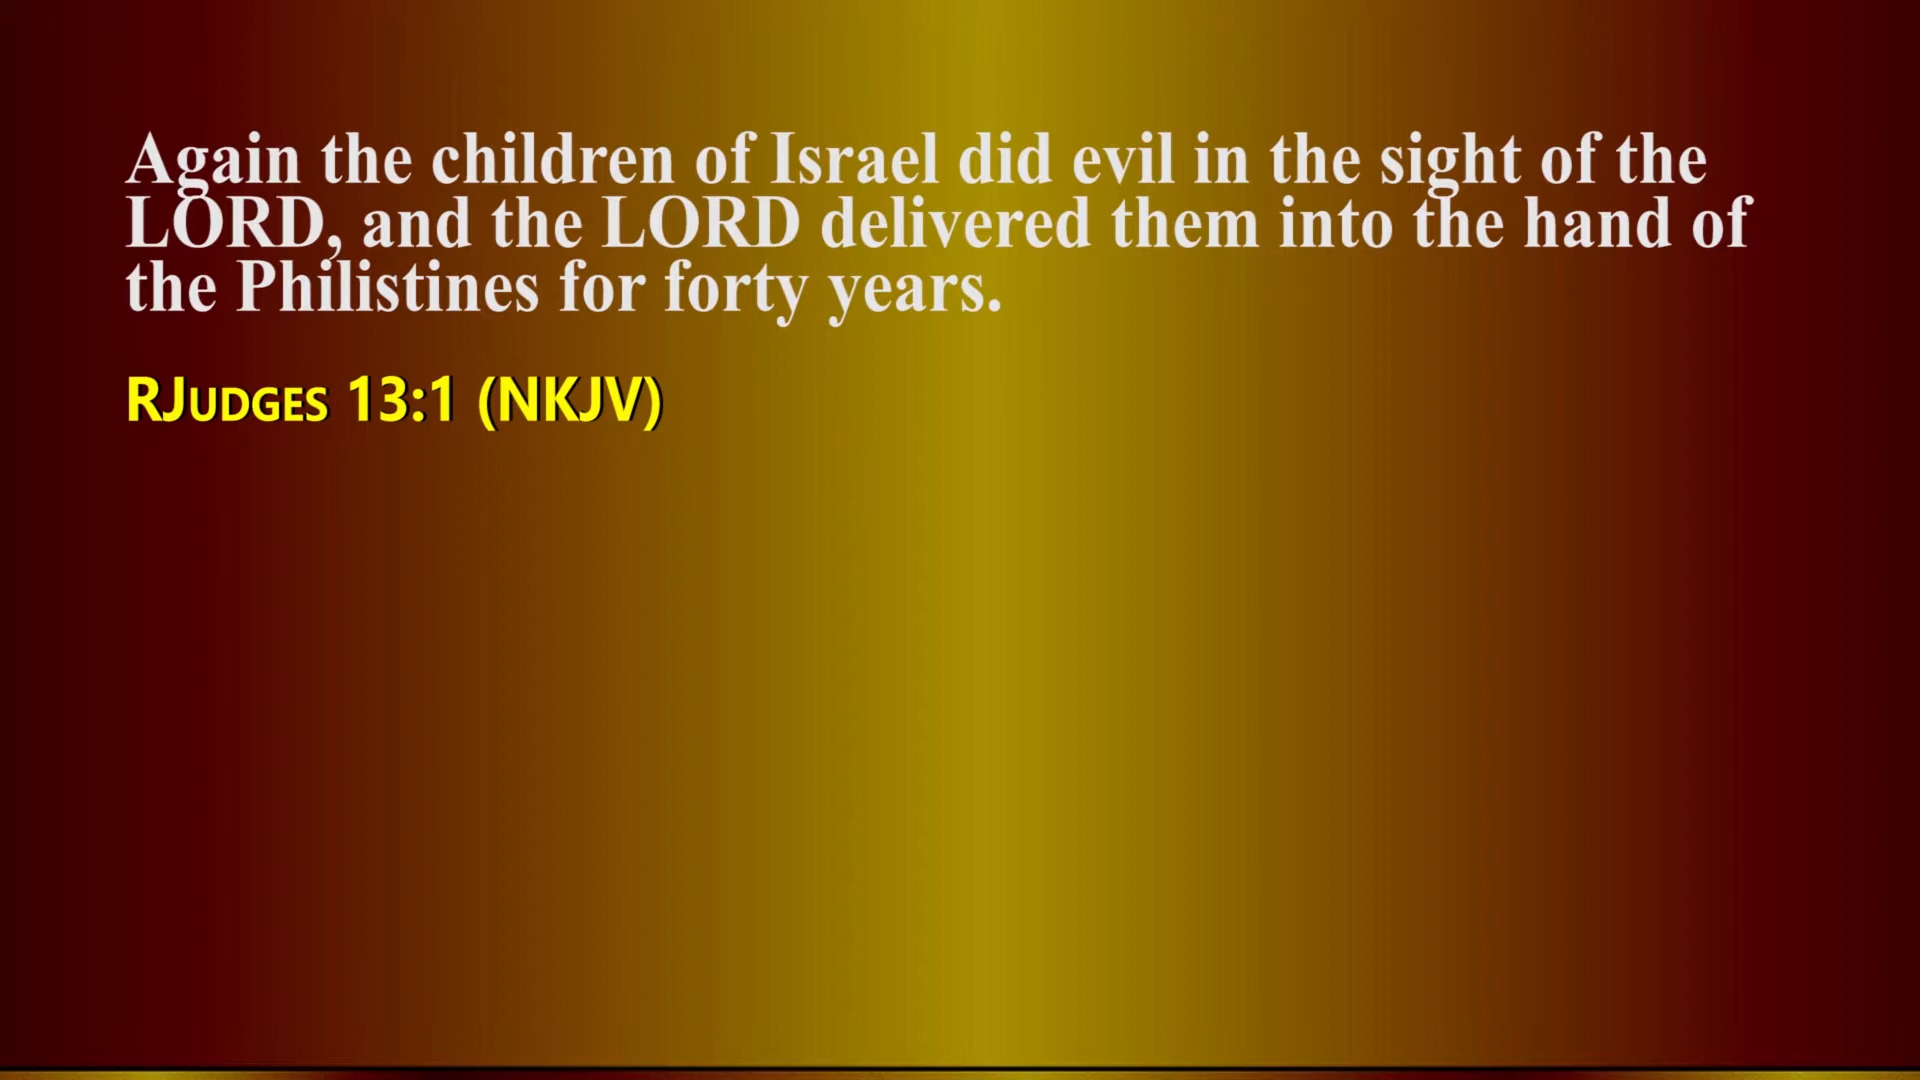 Again the children of Israel did evil in the sight of the
LORD, and the LORD delivered them into the hand of
the Philistines for forty years.
RJudges 13:1 (NKJV)